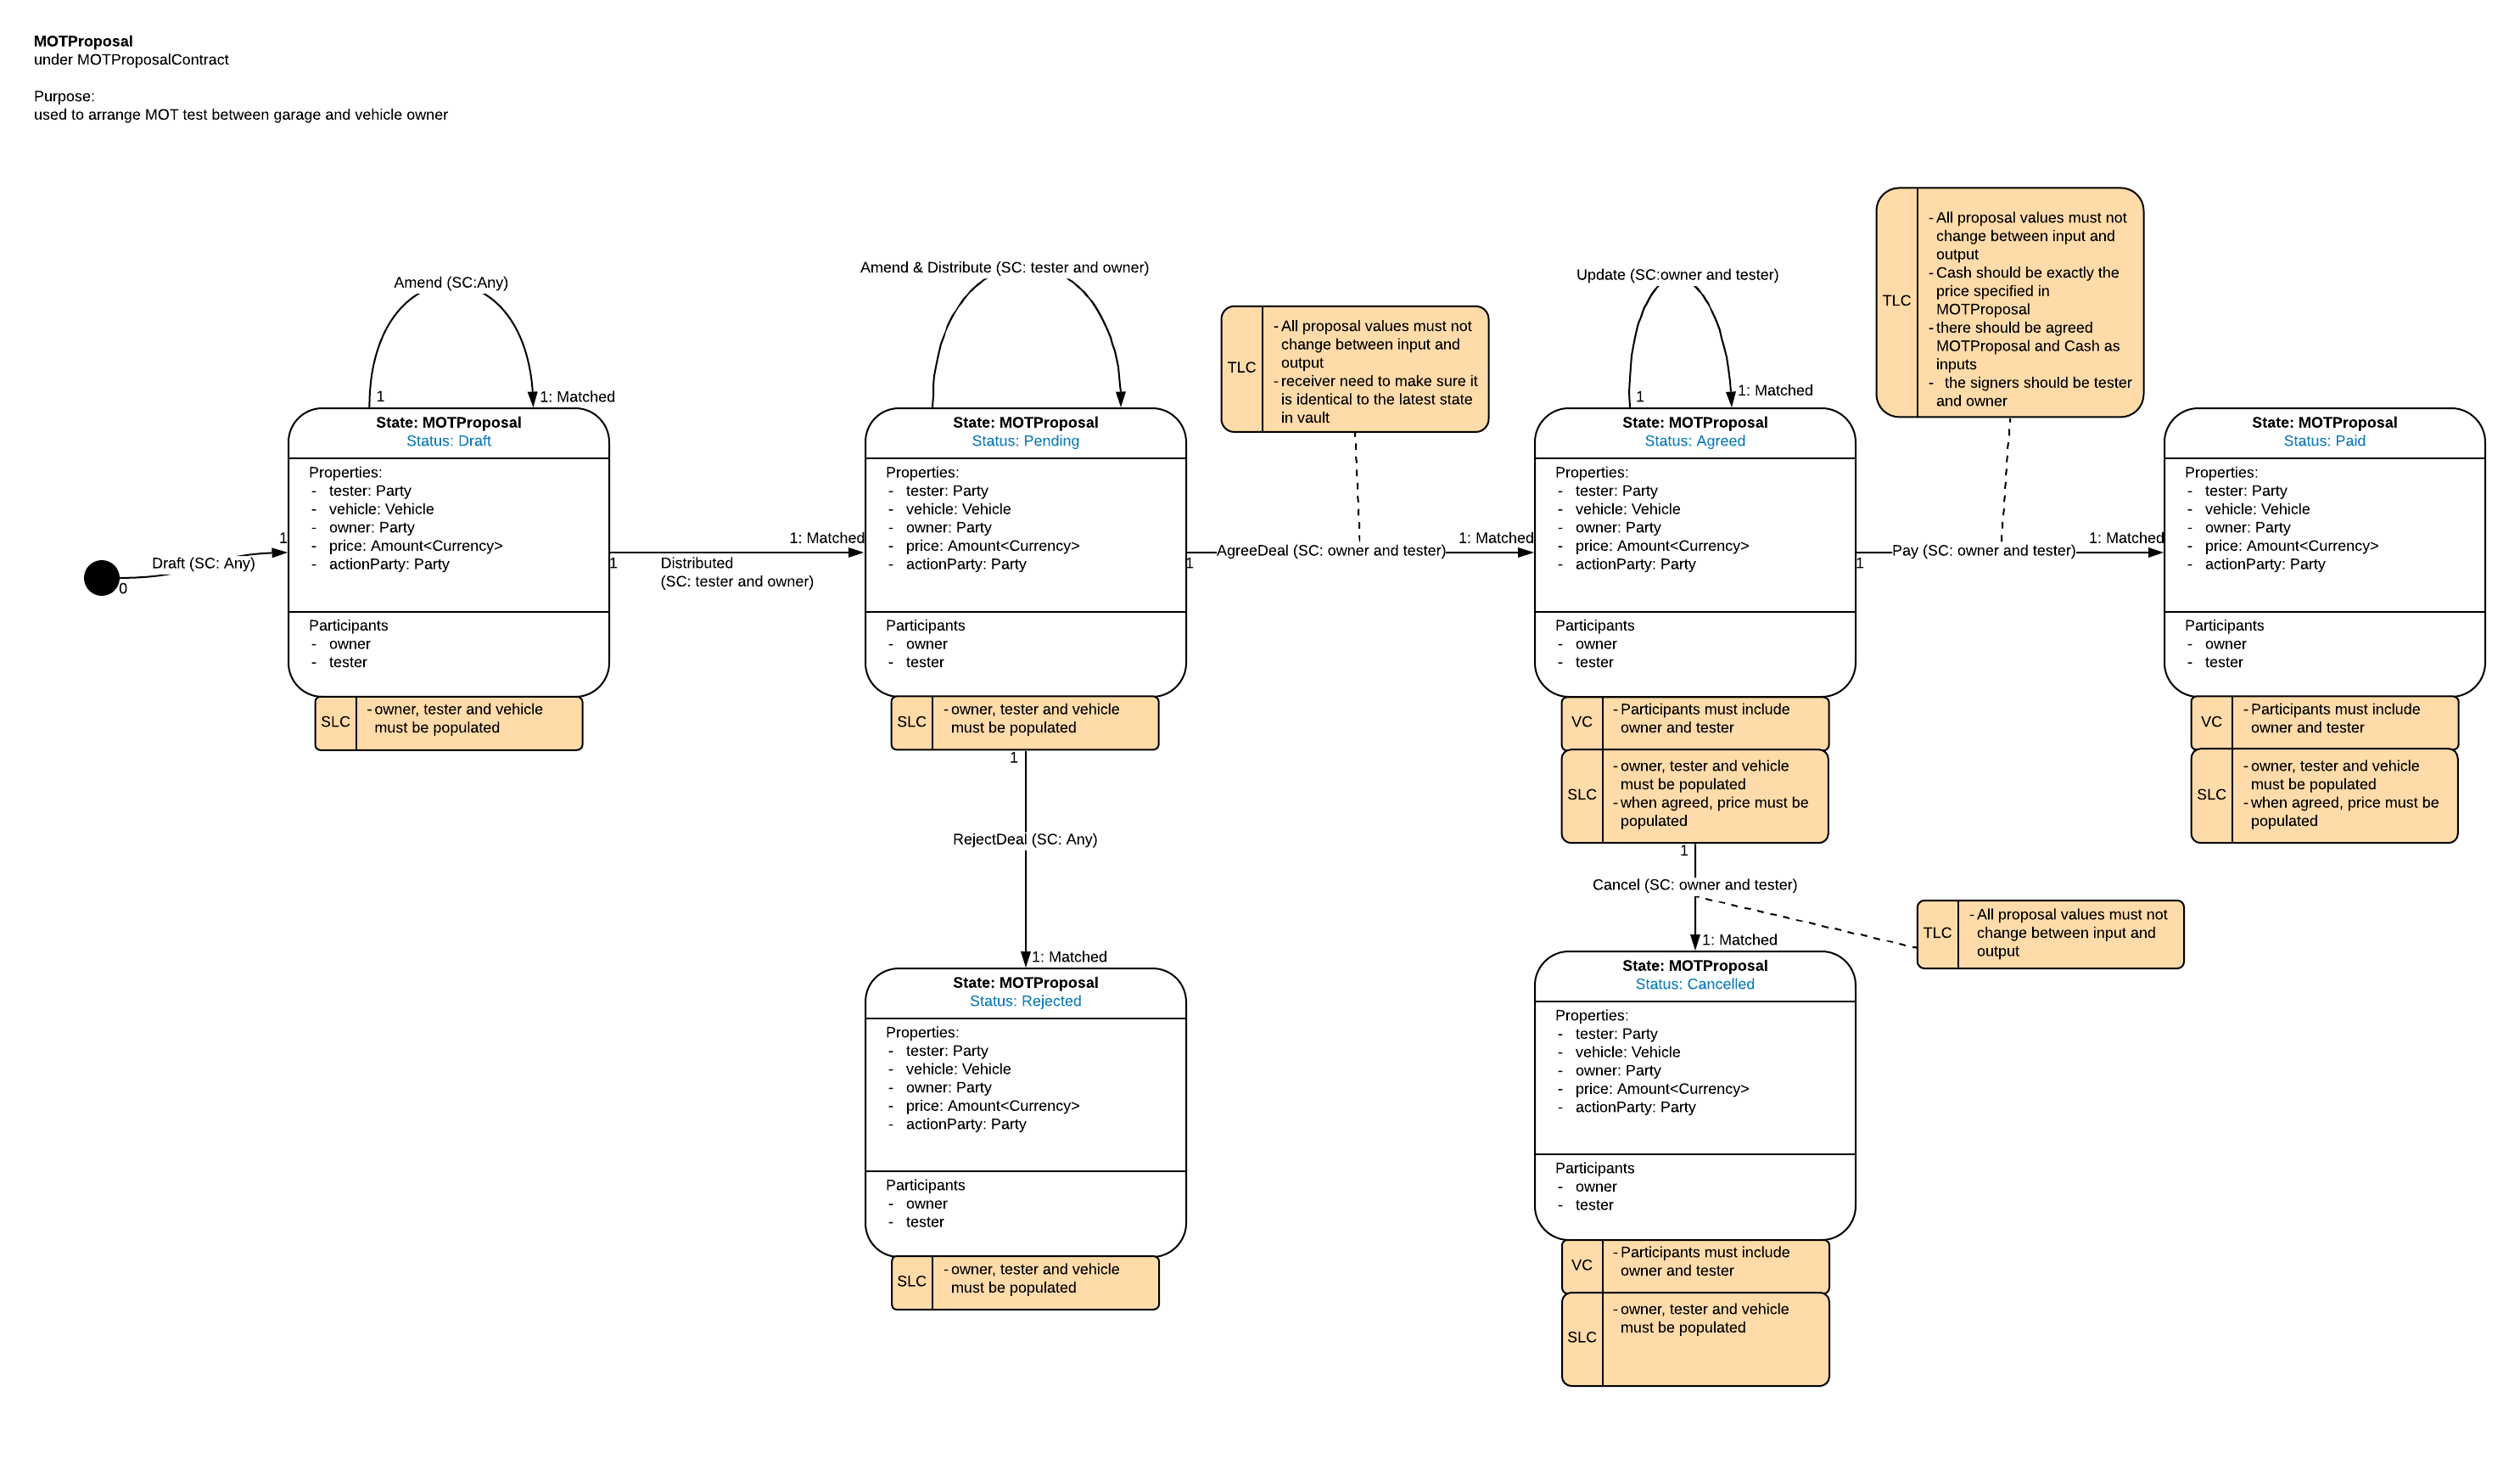 MOTProposal
under MOTProposalContract
Purpose:
used to arrange MOT test between garage and vehicle owner
0
Draft (SC: Any)
1
Amend (SC:Any)
1
1: Matched
State: MOTProposal
Status: Draft
Properties:
- tester: Party
- vehicle: Vehicle
- owner: Party
- price: Amount<Currency>
- actionParty: Party
Participants
- owner
- tester
SLC
- owner, tester and vehicle
must be populated
1
Distributed
(SC: tester and owner)
1: Matched
Amend & Distribute (SC: tester and owner)
State: MOTProposal
Status: Pending
Properties:
- tester: Party
- vehicle: Vehicle
- owner: Party
- price: Amount<Currency>
- actionParty: Party
Participants
- owner
- tester
SLC
- owner, tester and vehicle
must be populated
1
RejectDeal (SC: Any)
1: Matched
State: MOTProposal
Status: Rejected
Properties:
- tester: Party
- vehicle: Vehicle
- owner: Party
- price: Amount<Currency>
- actionParty: Party
Participants
- owner
- tester
SLC
- owner, tester and vehicle
must be populated
1
AgreeDeal (SC: owner and tester)
1: Matched
TLC
- All proposal values must not
change between input and
output
- receiver need to make sure it
is identical to the latest state
in vault
Update (SC:owner and tester)
1
1: Matched
State: MOTProposal
Status: Agreed
Properties:
- tester: Party
- vehicle: Vehicle
- owner: Party
- price: Amount<Currency>
- actionParty: Party
Participants
- owner
- tester
VC
- Participants must include
owner and tester
SLC
- owner, tester and vehicle
must be populated
- when agreed, price must be
populated
1
Cancel (SC: owner and tester)
1: Matched
TLC
- All proposal values must not
change between input and
output
State: MOTProposal
Status: Cancelled
Properties:
- tester: Party
- vehicle: Vehicle
- owner: Party
- price: Amount<Currency>
- actionParty: Party
Participants
- owner
- tester
VC
- Participants must include
owner and tester
SLC
- owner, tester and vehicle
must be populated
1
Pay (SC: owner and tester)
1: Matched
TLC
- All proposal values must not
change between input and
output
- Cash should be exactly the
price specified in
MOTProposal
- there should be agreed
MOTProposal and Cash as
inputs
- the signers should be tester
and owner
State: MOTProposal
Status: Paid
Properties:
- tester: Party
- vehicle: Vehicle
- owner: Party
- price: Amount<Currency>
- actionParty: Party
Participants
- owner
- tester
VC
- Participants must include
owner and tester
SLC
- owner, tester and vehicle
must be populated
- when agreed, price must be
populated